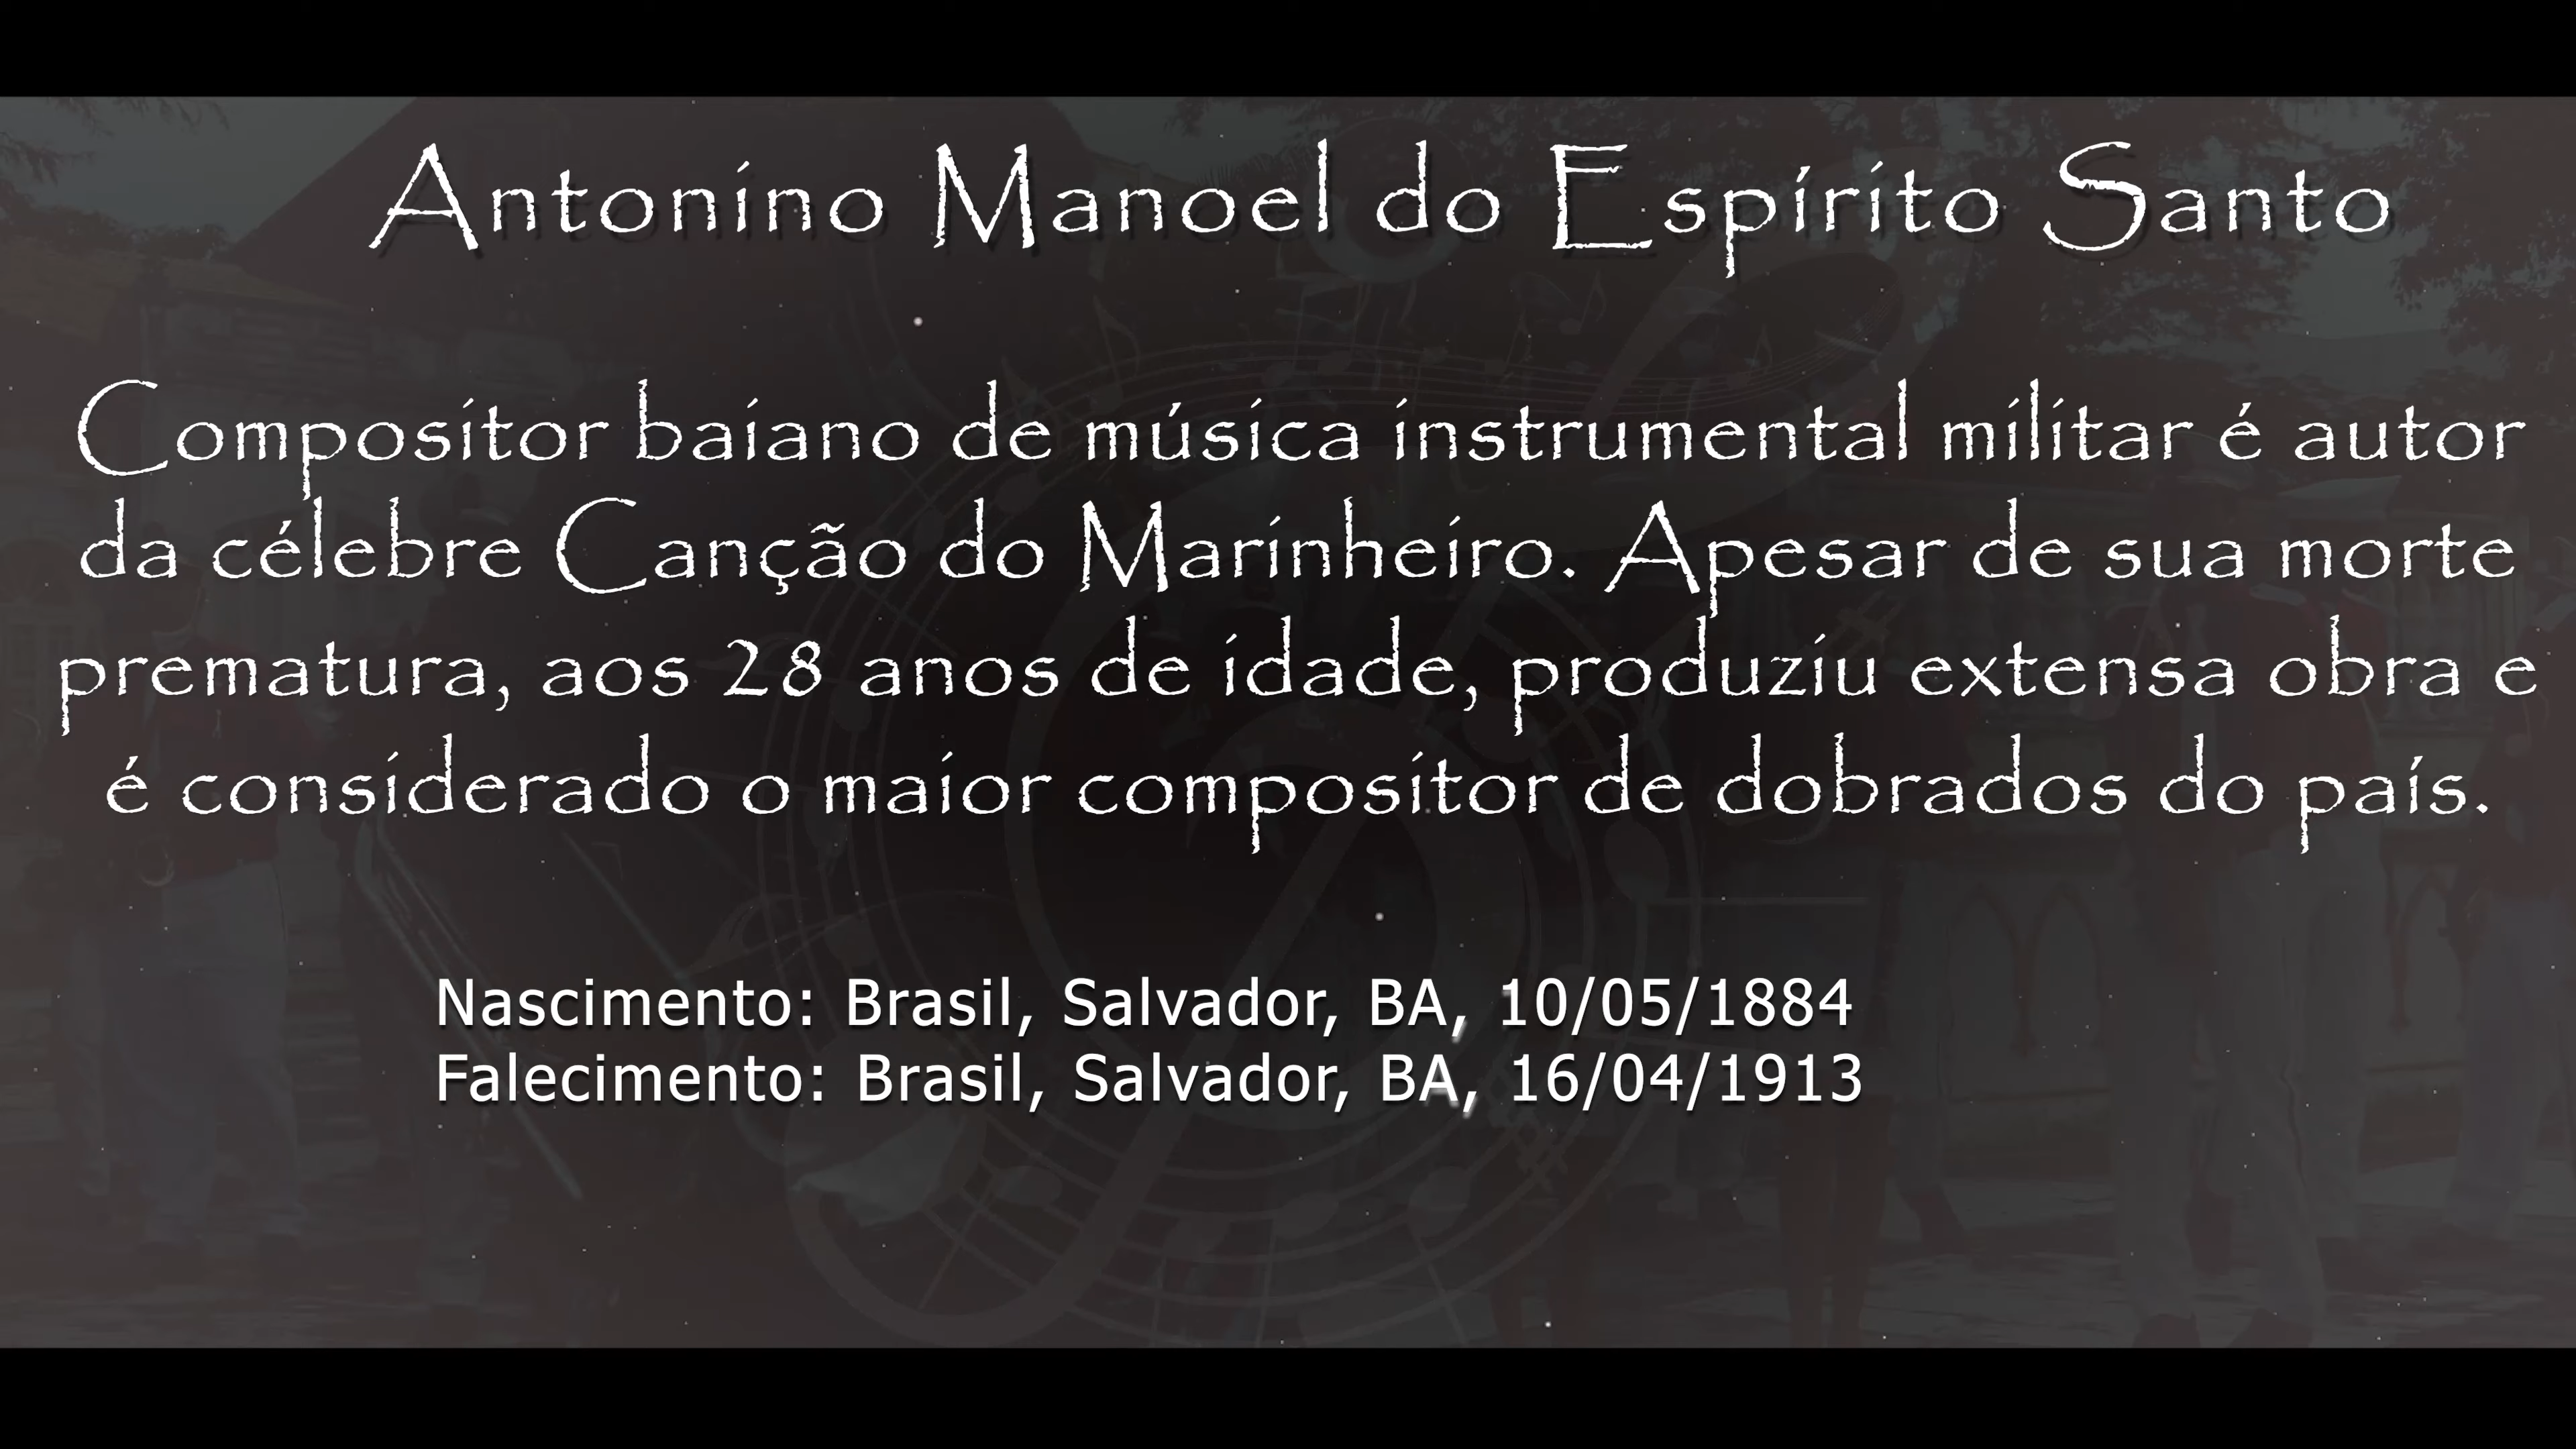 Antonino Manoel do Espírito Santo
Compositor baiano de música instrumental militar é autor
da célebre Canção do Marinheiro. Apesar de sua morte
prematura, aos 28 anos de idade, produziu extensa obra e
é considerado o maior compositor de dobrados do país.
Nascimento: Brasil, Salvador, BA, 10/05/1884
Falecimento: Brasil, Salvador, BA, 16/04/1913